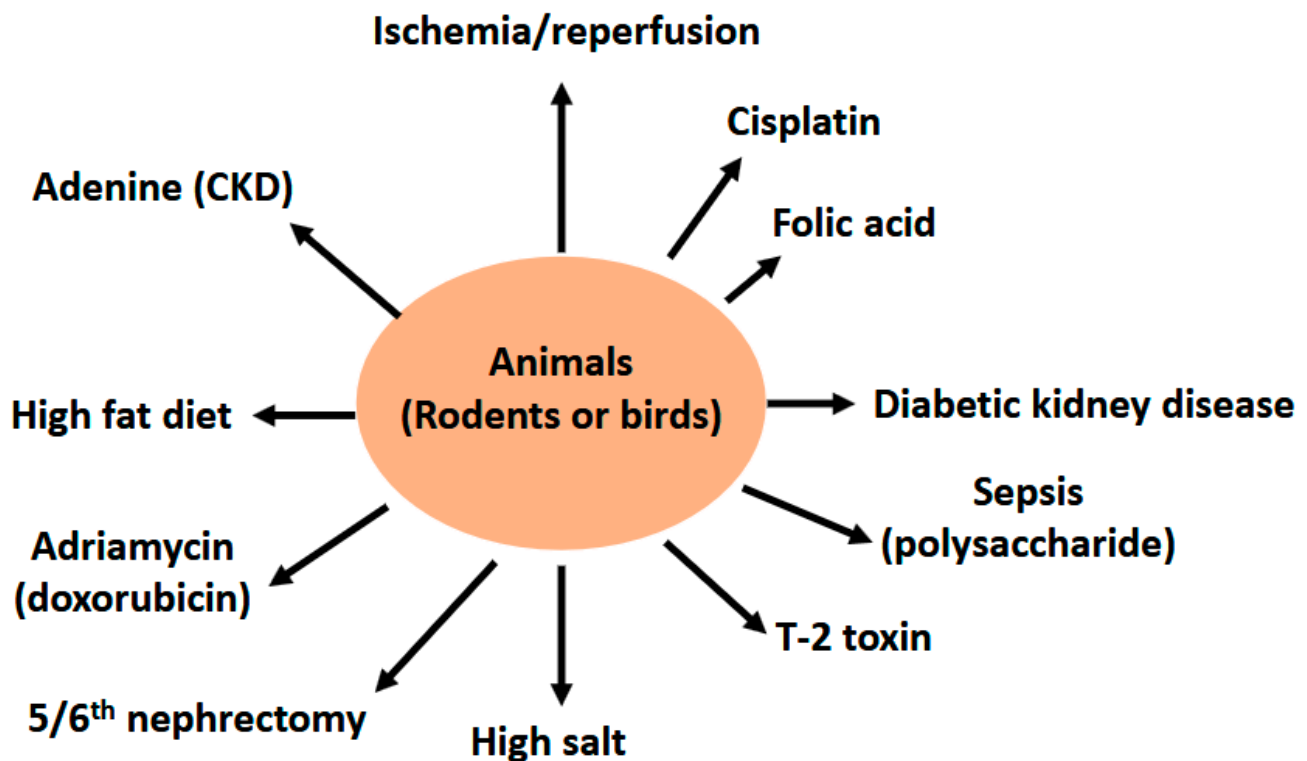 Ischemia/reperfusion
Cisplatin
Adenine (CKD)
Folic acid
Animals
(Rodents or birds)
High fat diet
Diabetic kidney disease
Sepsis
(polysaccharide)
Adriamycin
(doxorubicin)
T-2 toxin
5/6th nephrectomy
High salt